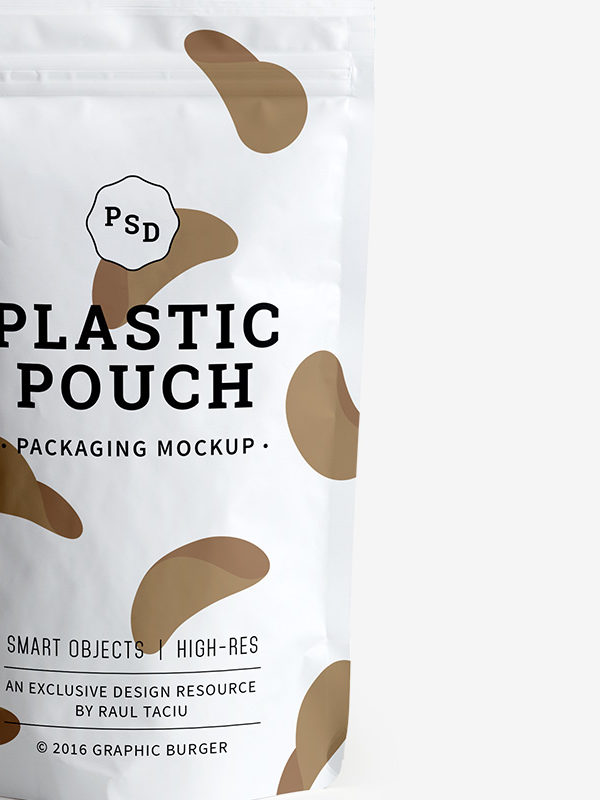 PSD
PLASTIC
POUCH
• PACKAGING MOCKUP •
SMART OBJECTS | HIGH-RES
AN EXCLUSIVE DESIGN RESOURCE
BY RAUL TACIU
© 2016 GRAPHIC BURGER